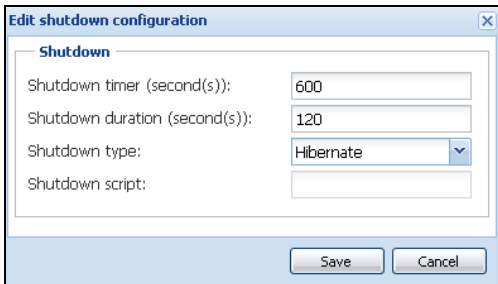 Edit shutdown configuration
Shutdown
Shutdown timer (second(s)): 600
Shutdown duration (second(s)): 120
Shutdown type: Hibernate
Shutdown script:
Save Cancel